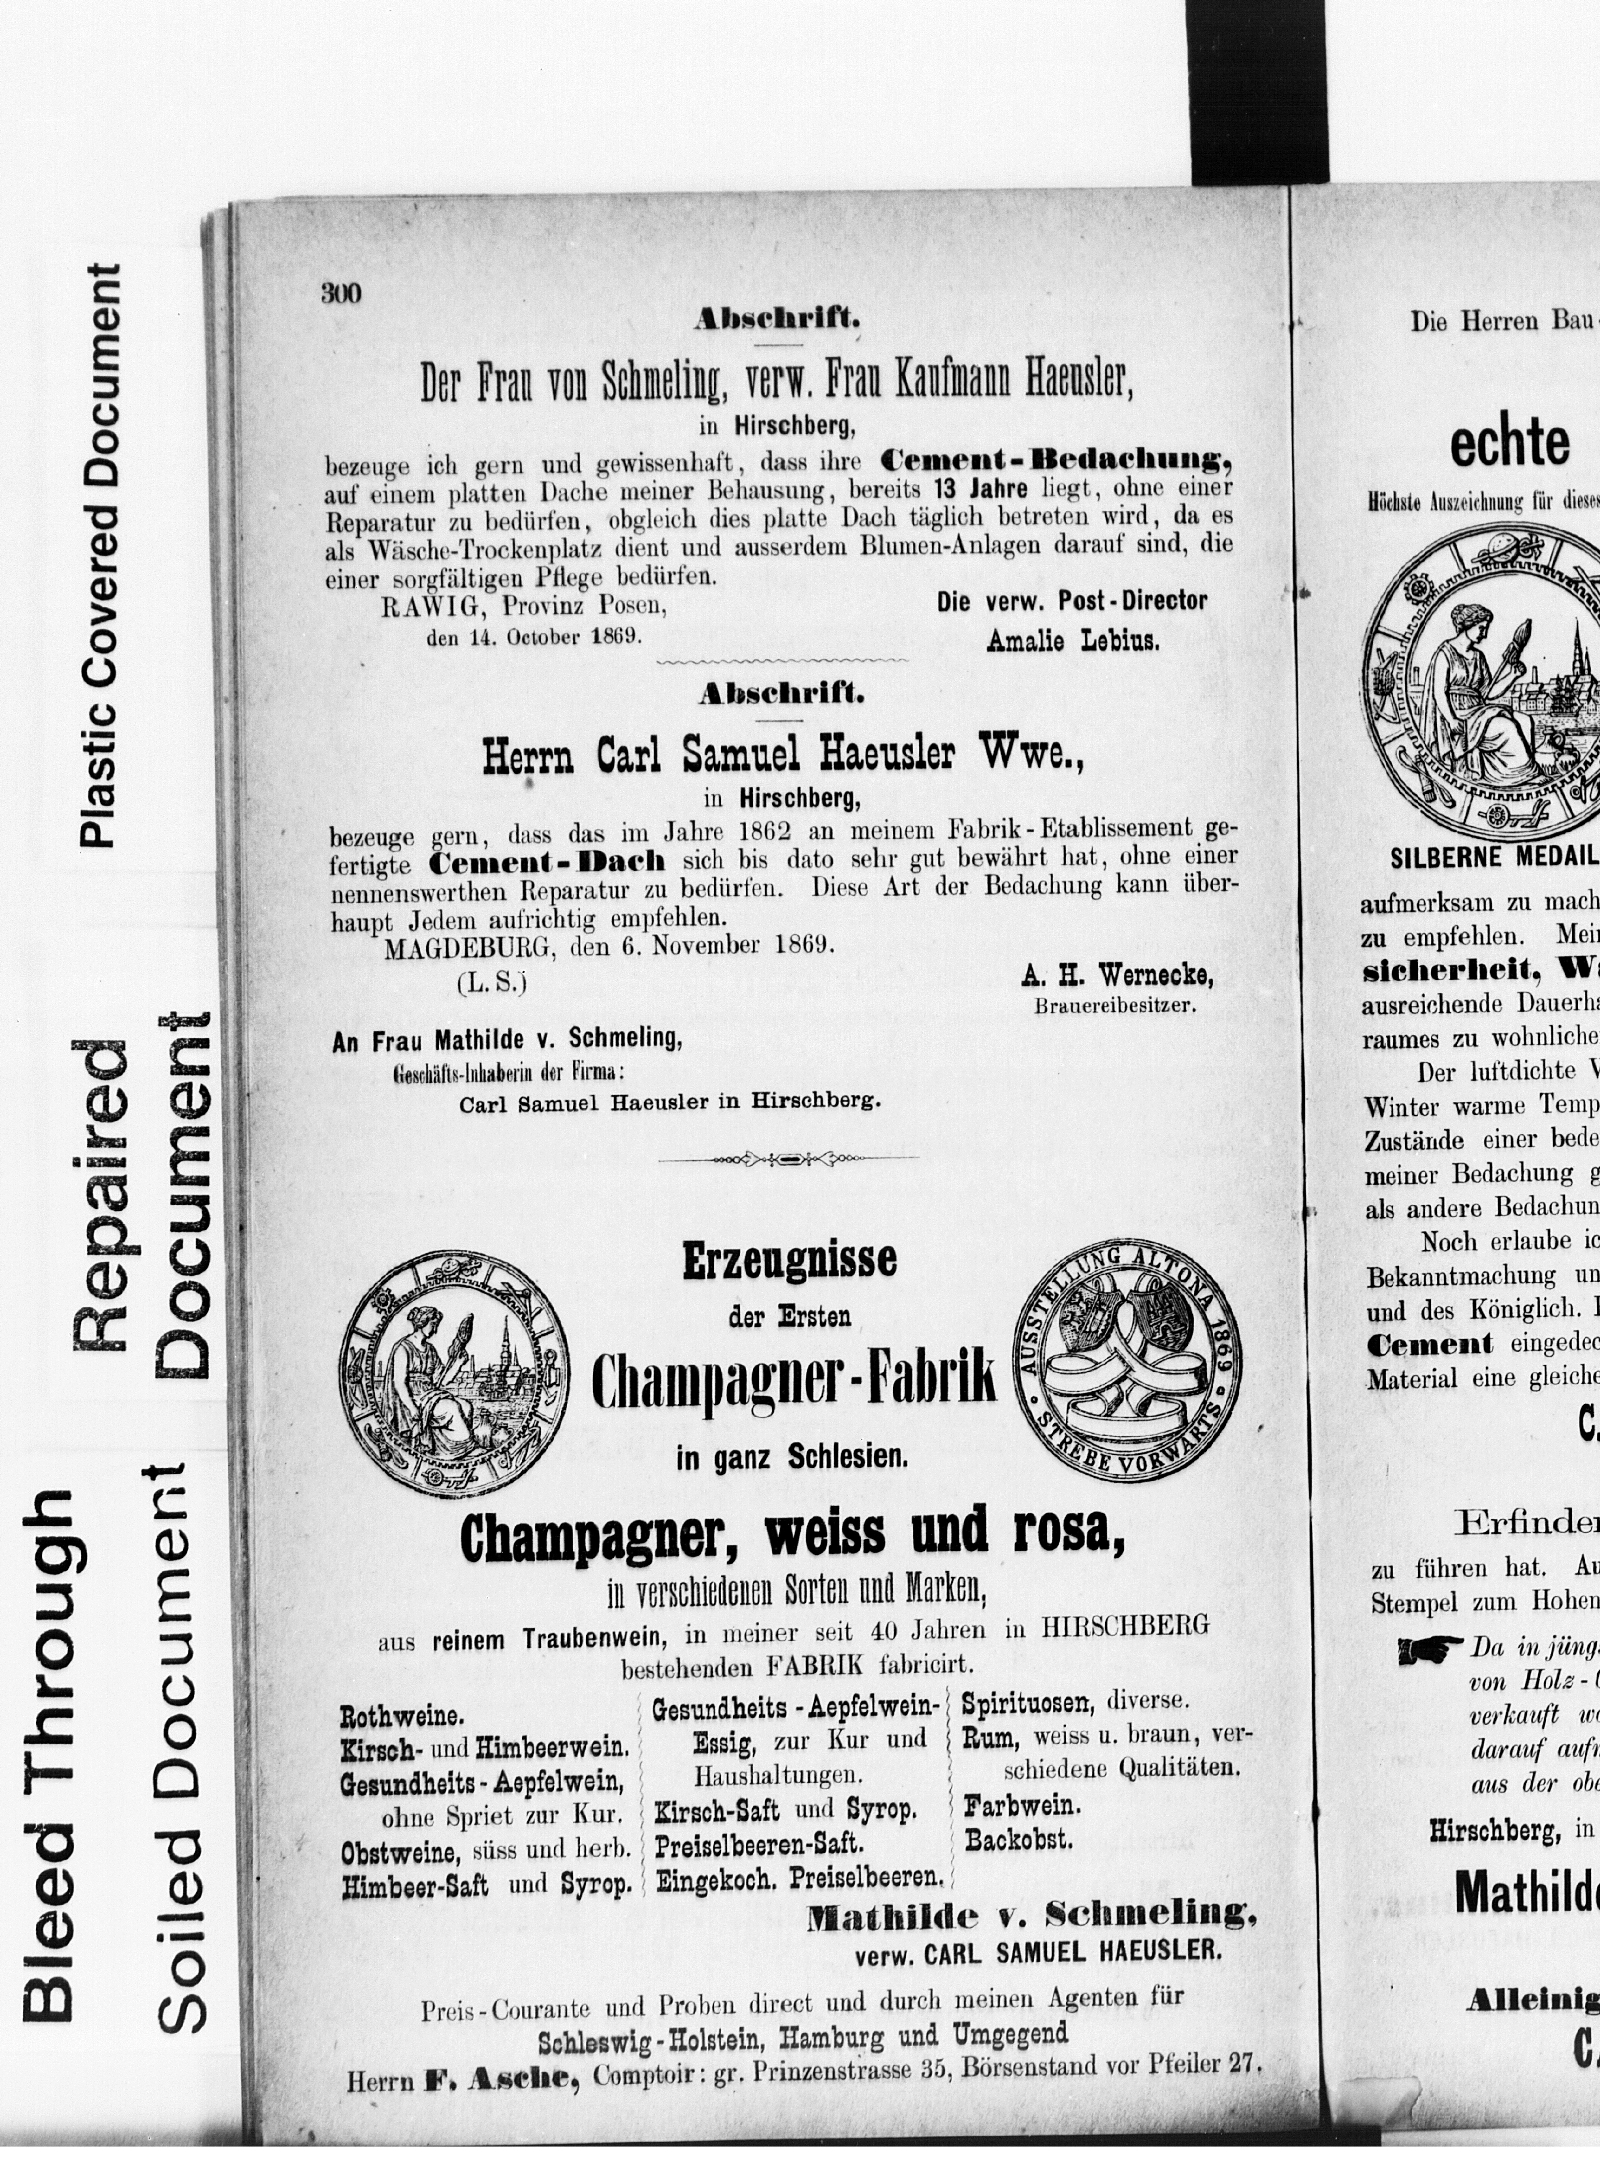 Plastic Covered Document
Repaired
Document
Bleed Through
Soiled Document
300
Abschrift.
Der Frau von Schmeling, verw. Frau Kaufmann Haeusler,
in Hirschberg,
bezeuge ich gern und gewissenhaft, dass ihre Cement-Bedachung,
auf einem platten Dache meiner Behausung, bereits 13 Jahre liegt, ohne einer
Reparatur zu bedürfen, obgleich dies platte Dach täglich betreten wird, da es
als Wäsche-Trockenplatz dient und ausserdem Blumen-Anlagen darauf sind, die
einer sorgfältigen Pflege bedürfen.
RAWIG, Provinz Posen,
den 14. October 1869.
Die verw. Post-Director
Amalie Lebius.
Abschrift.
Herrn Carl Samuel Haeusler Wwe.,
in Hirschberg,
bezeuge gern, dass das im Jahre 1862 an meinem Fabrik-Etablissement ge-
fertigte Cement-Dach sich bis dato sehr gut bewährt hat, ohne einer
nennenswerthen Reparatur zu bedürfen. Diese Art der Bedachung kann über-
haupt Jedem aufrichtig empfehlen.
MAGDEBURG, den 6. November 1869.
(L. S.)
A. H. Wernecke,
Brauereibesitzer.
An Frau Mathilde v. Schmeling,
Geschäfts-Inhaberin der Firma:
Carl Samuel Haeusler in Hirschberg.
Erzeugnisse
der Ersten
Champagner-Fabrik
in ganz Schlesien.
AUSSTELLUNG ALTONA 1869
STREBE VORWÄRTS
Champagner, weiss und rosa,
in verschiedenen Sorten und Marken,
aus reinem Traubenwein, in meiner seit 40 Jahren in HIRSCHBERG
bestehenden FABRIK fabricirt.
Rothweine.
Kirsch- und Himbeerwein.
Gesundheits-Aepfelwein,
ohne Spriet zur Kur.
Obstweine, süss und herb.
Himbeer-Saft und Syrop.
Gesundheits-Aepfelwein-
Essig, zur Kur und
Haushaltungen.
Kirsch-Saft und Syrop.
Preiselbeeren-Saft.
Eingekoch. Preiselbeeren.
Spirituosen, diverse.
Rum, weiss u. braun, ver-
schiedene Qualitäten.
Farbwein.
Backobst.
Mathilde v. Schmeling,
verw. CARL SAMUEL HAEUSLER.
Preis-Courante und Proben direct und durch meinen Agenten für
Schleswig-Holstein, Hamburg und Umgegend
Herrn F. Asche, Comptoir: gr. Prinzenstrasse 35, Börsenstand vor Pfeiler 27.
Die Herren Bau-
echte
Höchste Auszeichnung für dieses
SILBERNE MEDAIL
aufmerksam zu mach
zu empfehlen. Mei
sicherheit, Wa
ausreichende Dauerha
raumes zu wohnliche
Der luftdichte V
Winter warme Temp
Zustände einer bede
meiner Bedachung g
als andere Bedachun
Noch erlaube ic
Bekanntmachung un
und des Königlich.
Cement eingedec
Material eine gleiche
C.
Erfinder
zu führen hat. Au
Stempel zum Hohen
Da in jüngs
von Holz-C
verkauft wo
darauf aufm
aus der obe
Hirschberg, in
Mathilde
Alleinig
C.